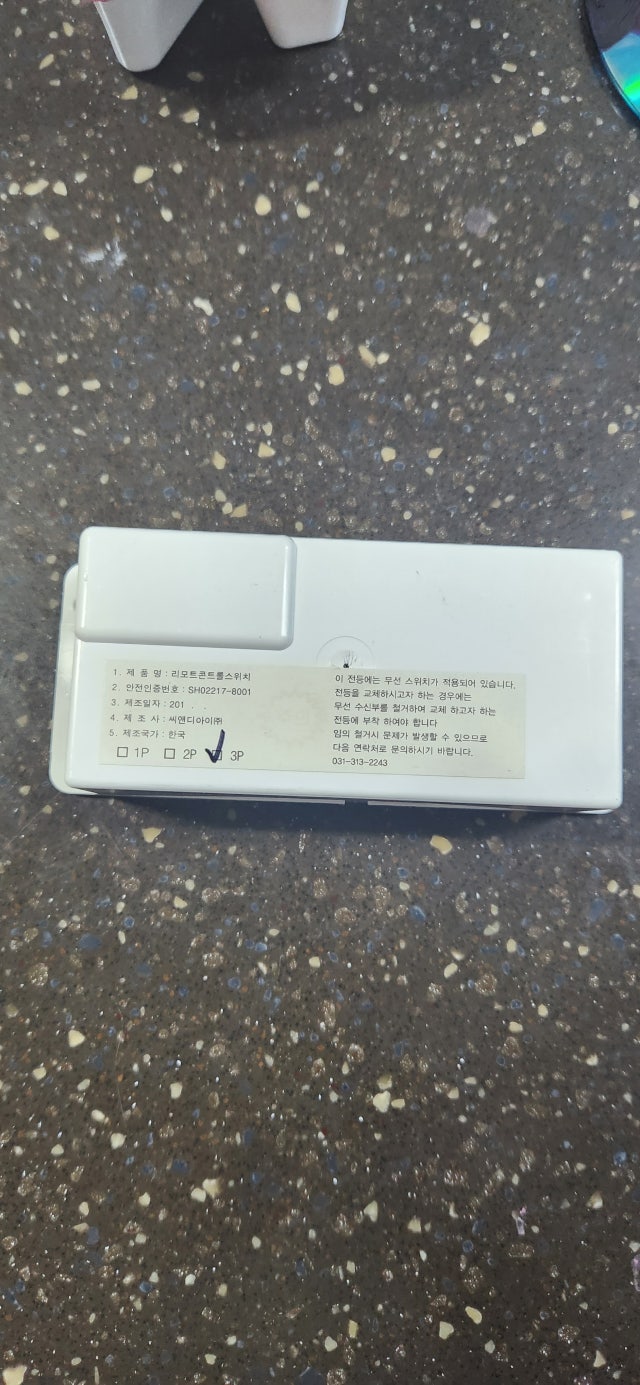 1. 제 품 명 : 리모트콘트롤스위치
2. 안전인증번호 : SH02217-8001
3. 제조일자 : 201 . .
4. 제 조 사 : 씨앤디아이㈜
5. 제조국가 : 한국
☐ 1P ☐ 2P ☑ 3P
이 전등에는 무선 스위치가 적용되어 있습니다.
전등을 교체하시고자 하는 경우에는
무선 수신부를 철거하여 교체 하고자 하는
전등에 부착 하여야 합니다
임의 철거시 문제가 발생할 수 있으므로
다음 연락처로 문의하시기 바랍니다.
031-313-2243